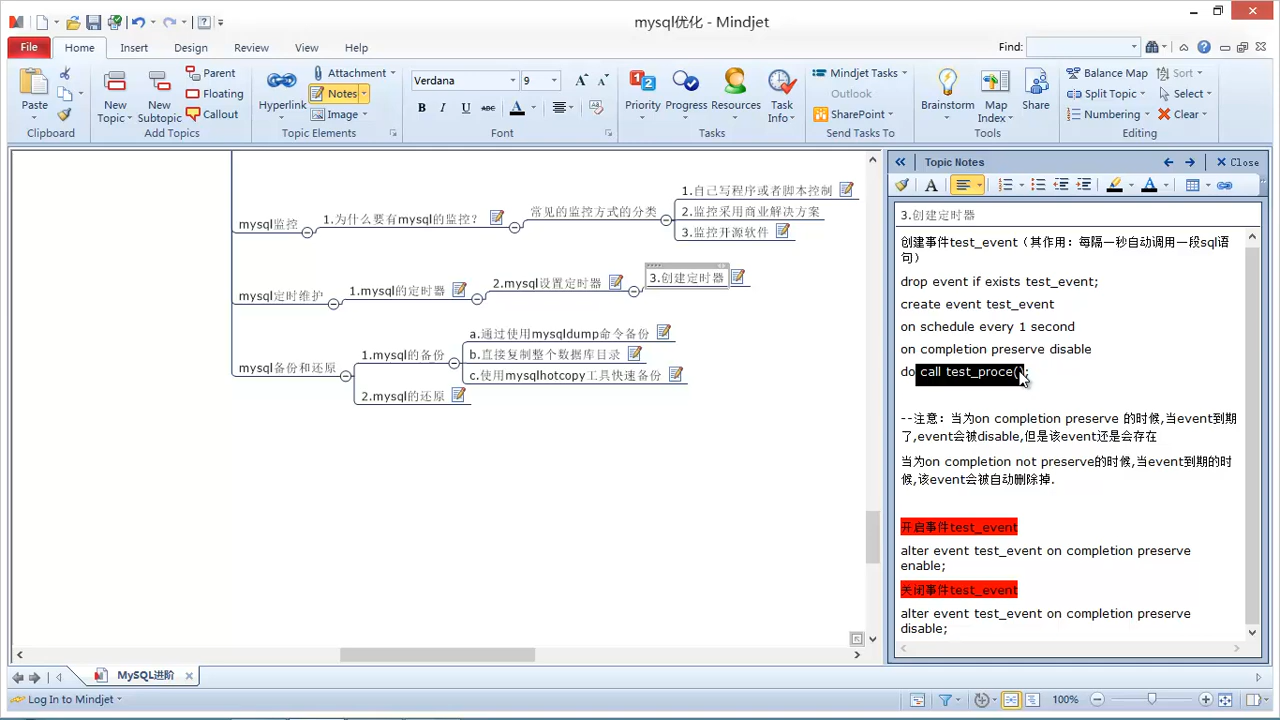 mysql优化 - Mindjet
File
Home
Insert
Design
Review
View
Help
Find:
Paste
Clipboard
New Topic
New Subtopic
Parent
Floating
Callout
Add Topics
Hyperlink
Attachment
Notes
Image
Topic Elements
Verdana
9
B I U abc A
Font
Priority
Progress
Resources
Task Info
Tasks
Mindjet Tasks
Outlook
SharePoint
Send Tasks To
Brainstorm
Map Index
Share
Tools
Balance Map
Split Topic
Numbering
Sort
Select
Clear
Editing
mysql监控
1.为什么要有mysql的监控?
常见的监控方式的分类
1.自己写程序或者脚本控制
2.监控采用商业解决方案
3.监控开源软件
mysql定时维护
1.mysql的定时器
2.mysql设置定时器
3.创建定时器
mysql备份和还原
1.mysql的备份
a.通过使用mysqldump命令备份
b.直接复制整个数据库目录
c.使用mysqlhotcopy工具快速备份
2.mysql的还原
Topic Notes
Close
3.创建定时器
创建事件test_event（其作用：每隔一秒自动调用一段sql语
句）
drop event if exists test_event;
create event test_event
on schedule every 1 second
on completion preserve disable
do call test_proce();
--注意：当为on completion preserve 的时候,当event到期
了,event会被disable,但是该event还是会存在
当为on completion not preserve的时候,当event到期的时
候,该event会被自动删除掉.
开启事件test_event
alter event test_event on completion preserve
enable;
关闭事件test_event
alter event test_event on completion preserve
disable;
MySQL进阶
Log In to Mindjet
100%